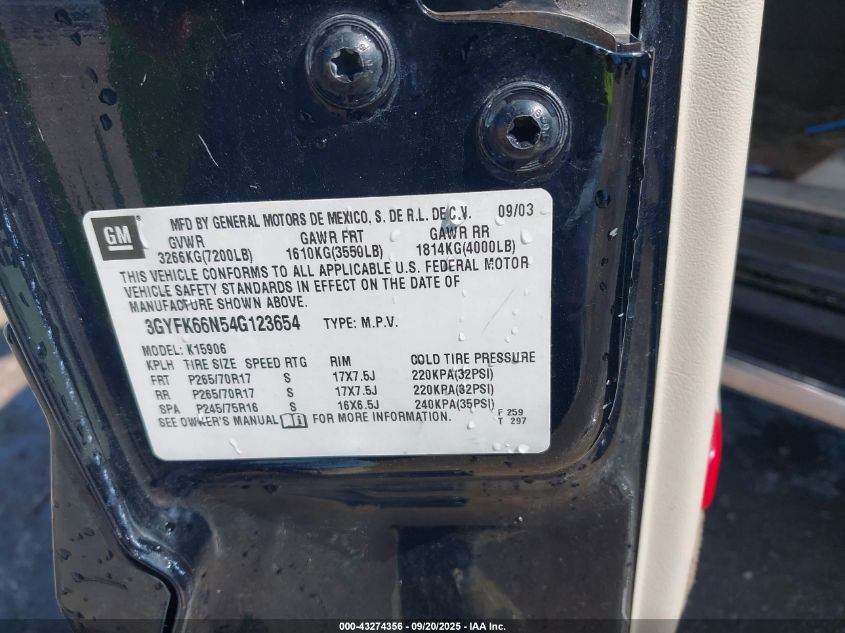 GM
MFD BY GENERAL MOTORS DE MEXICO, S. DE R.L. DE C.V. 09/03
GVWR GAWR FRT GAWR RR
3266KG(7200LB) 1610KG(3550LB) 1814KG(4000LB)
THIS VEHICLE CONFORMS TO ALL APPLICABLE U.S. FEDERAL MOTOR
VEHICLE SAFETY STANDARDS IN EFFECT ON THE DATE OF
MANUFACTURE SHOWN ABOVE.
3GYFK66N54G123654 TYPE: M.P.V.
MODEL: K15906
KPLH TIRE SIZE SPEED RTG RIM COLD TIRE PRESSURE
FRT P265/70R17 S 17X7.5J 220KPA(32PSI)
RR P265/70R17 S 17X7.5J 220KPA(32PSI)
SPA P245/75R16 S 16X6.5J 240KPA(35PSI)
SEE OWNER'S MANUAL FOR MORE INFORMATION. F 259
T 297
000-43274356 - 09/20/2025 - IAA Inc.